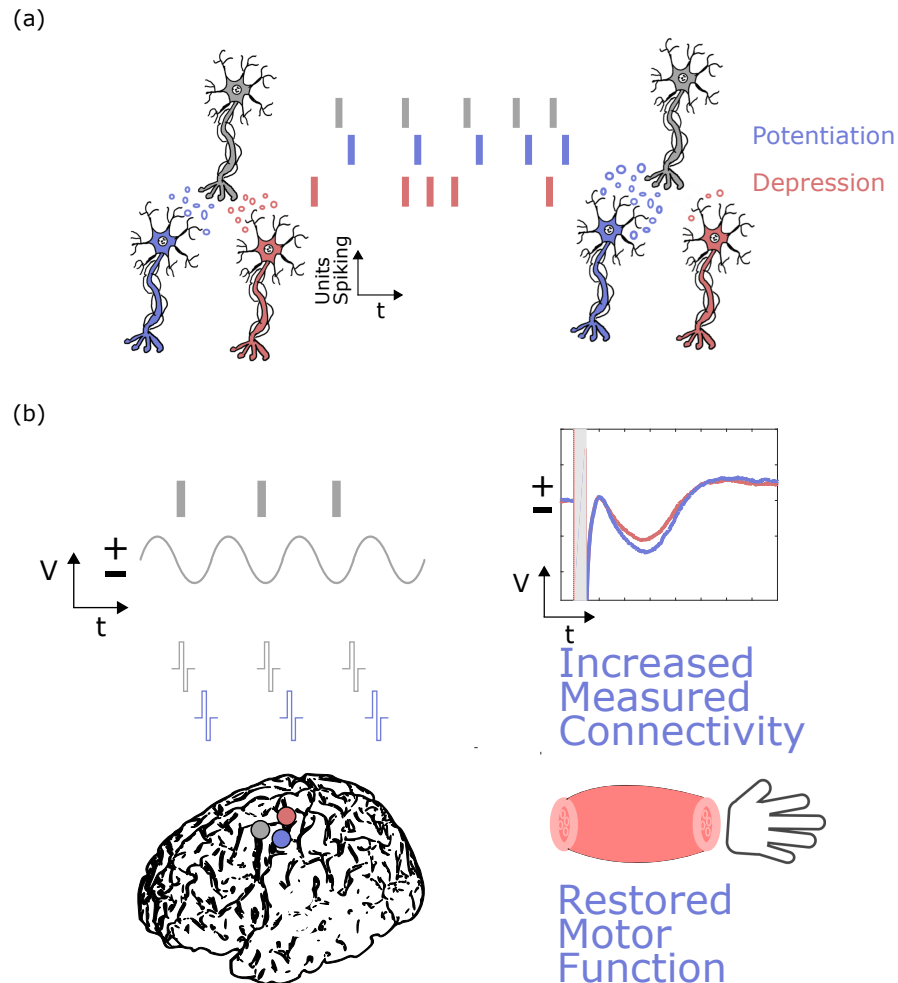 (a)
Potentiation
Depression
Units
Spiking
t
(b)
+
−
V
t
+
−
V
t
Increased
Measured
Connectivity
Restored
Motor
Function